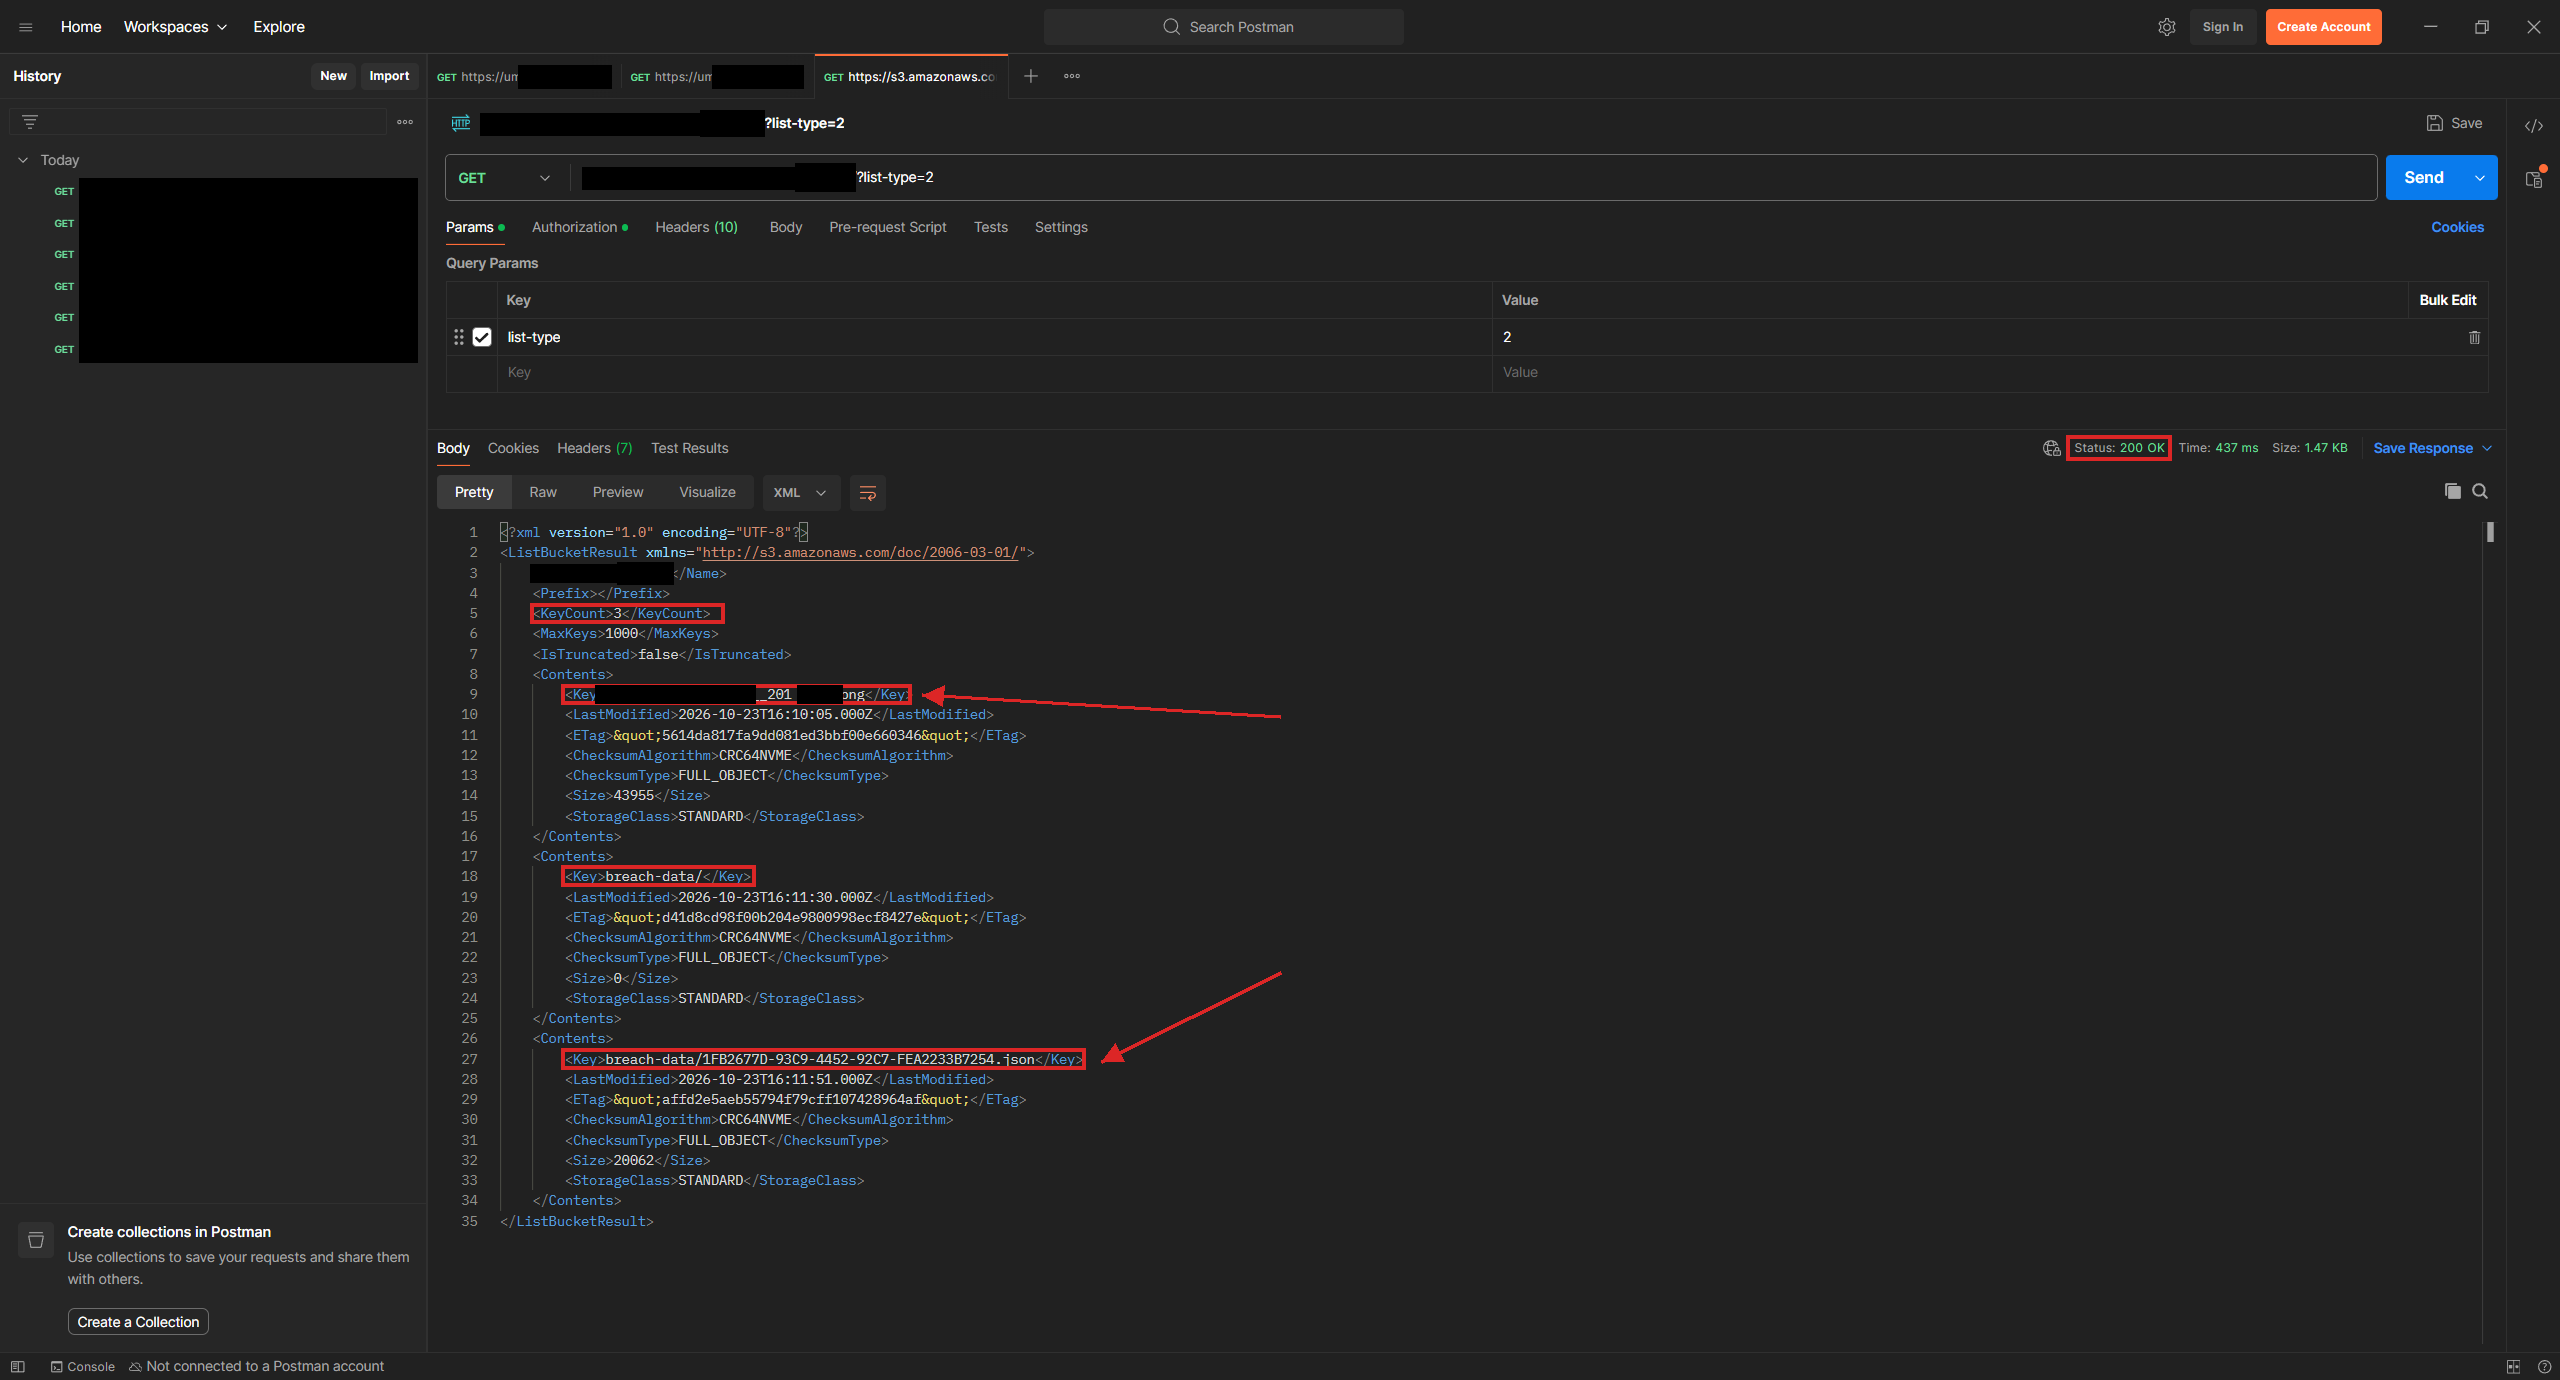 Home Workspaces Explore Search Postman Sign In Create Account
History New Import GET https://um GET https://um GET https://s3.amazonaws.co
HTTP ?list-type=2 Save
Today
GET
GET
GET
GET
GET
GET
GET ?list-type=2 Send
Params Authorization Headers (10) Body Pre-request Script Tests Settings Cookies
Query Params
Key Value Bulk Edit
list-type 2
Key Value
Body Cookies Headers (7) Test Results Status: 200 OK Time: 437 ms Size: 1.47 KB Save Response
Pretty Raw Preview Visualize XML
1 <?xml version="1.0" encoding="UTF-8"?>
2 <ListBucketResult xmlns="http://s3.amazonaws.com/doc/2006-03-01/">
3 </Name>
4 <Prefix></Prefix>
5 <KeyCount>3</KeyCount>
6 <MaxKeys>1000</MaxKeys>
7 <IsTruncated>false</IsTruncated>
8 <Contents>
9 <Key _201 ong</Key>
10 <LastModified>2026-10-23T16:10:05.000Z</LastModified>
11 <ETag>&quot;5614da817fa9dd081ed3bbf00e660346&quot;</ETag>
12 <ChecksumAlgorithm>CRC64NVME</ChecksumAlgorithm>
13 <ChecksumType>FULL_OBJECT</ChecksumType>
14 <Size>43955</Size>
15 <StorageClass>STANDARD</StorageClass>
16 </Contents>
17 <Contents>
18 <Key>breach-data/</Key>
19 <LastModified>2026-10-23T16:11:30.000Z</LastModified>
20 <ETag>&quot;d41d8cd98f00b204e9800998ecf8427e&quot;</ETag>
21 <ChecksumAlgorithm>CRC64NVME</ChecksumAlgorithm>
22 <ChecksumType>FULL_OBJECT</ChecksumType>
23 <Size>0</Size>
24 <StorageClass>STANDARD</StorageClass>
25 </Contents>
26 <Contents>
27 <Key>breach-data/1FB2677D-93C9-4452-92C7-FEA2233B7254.json</Key>
28 <LastModified>2026-10-23T16:11:51.000Z</LastModified>
29 <ETag>&quot;affd2e5aeb55794f79cff107428964af&quot;</ETag>
30 <ChecksumAlgorithm>CRC64NVME</ChecksumAlgorithm>
31 <ChecksumType>FULL_OBJECT</ChecksumType>
32 <Size>20062</Size>
33 <StorageClass>STANDARD</StorageClass>
34 </Contents>
35 </ListBucketResult>
Create collections in Postman
Use collections to save your requests and share them
with others.
Create a Collection
Console Not connected to a Postman account